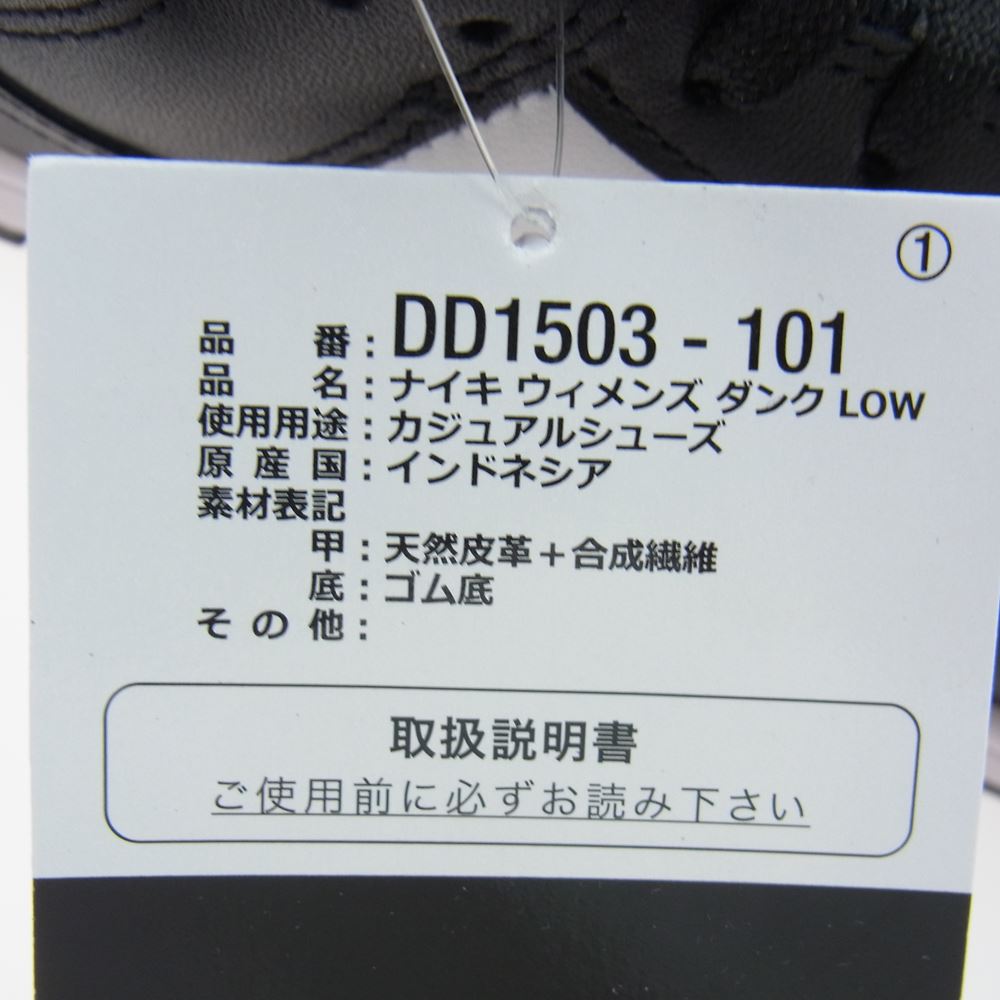 ①
品番：DD1503 - 101
品名：ナイキ ウィメンズ ダンク LOW
使用用途：カジュアルシューズ
原産国：インドネシア
素材表記
甲：天然皮革＋合成繊維
底：ゴム底
その他：
取扱説明書
ご使用前に必ずお読み下さい